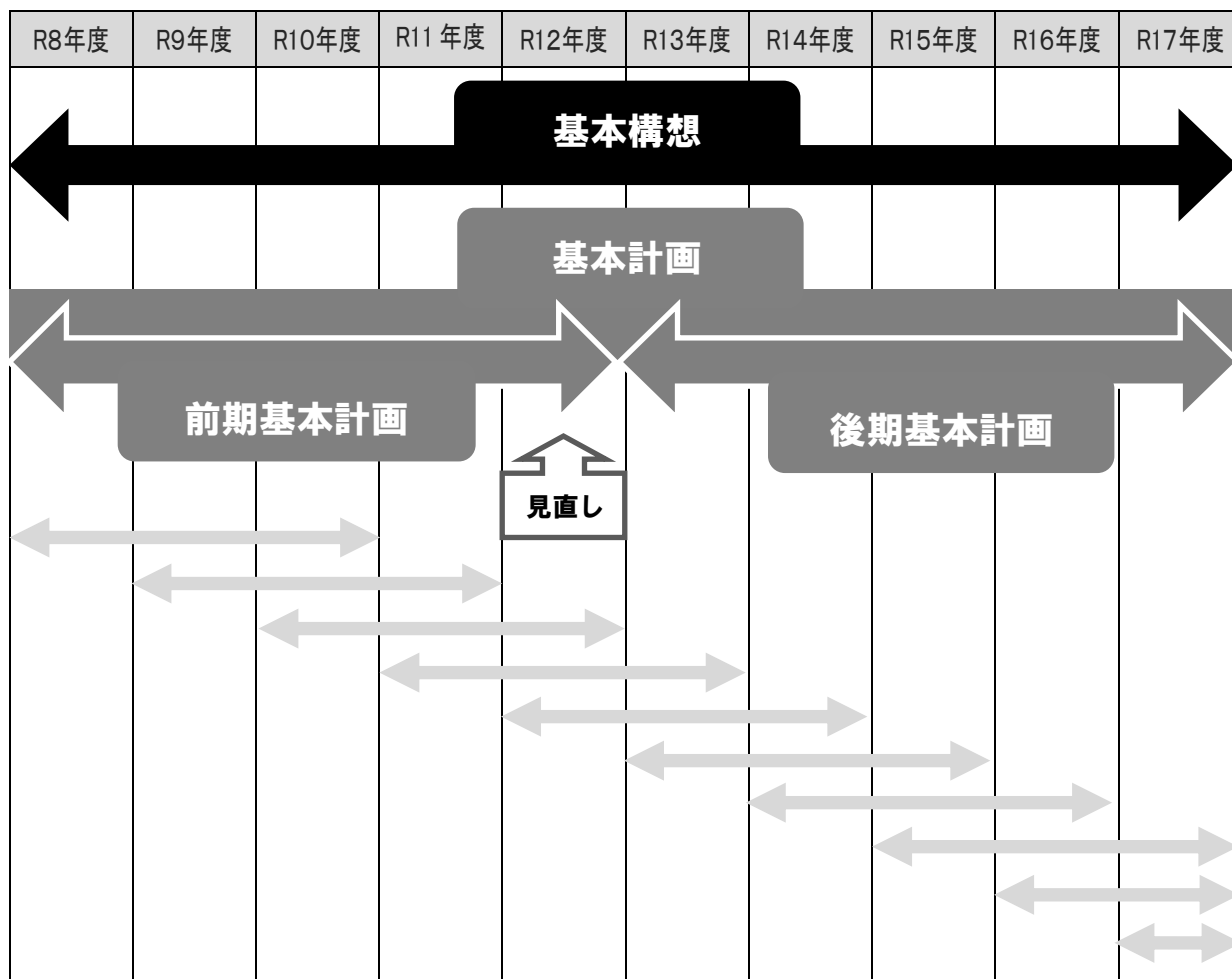 R8年度
R9年度
R10年度
R11 年度
R12年度
R13年度
R14年度
R15年度
R16年度
R17年度
基本構想
基本計画
前期基本計画
後期基本計画
見直し